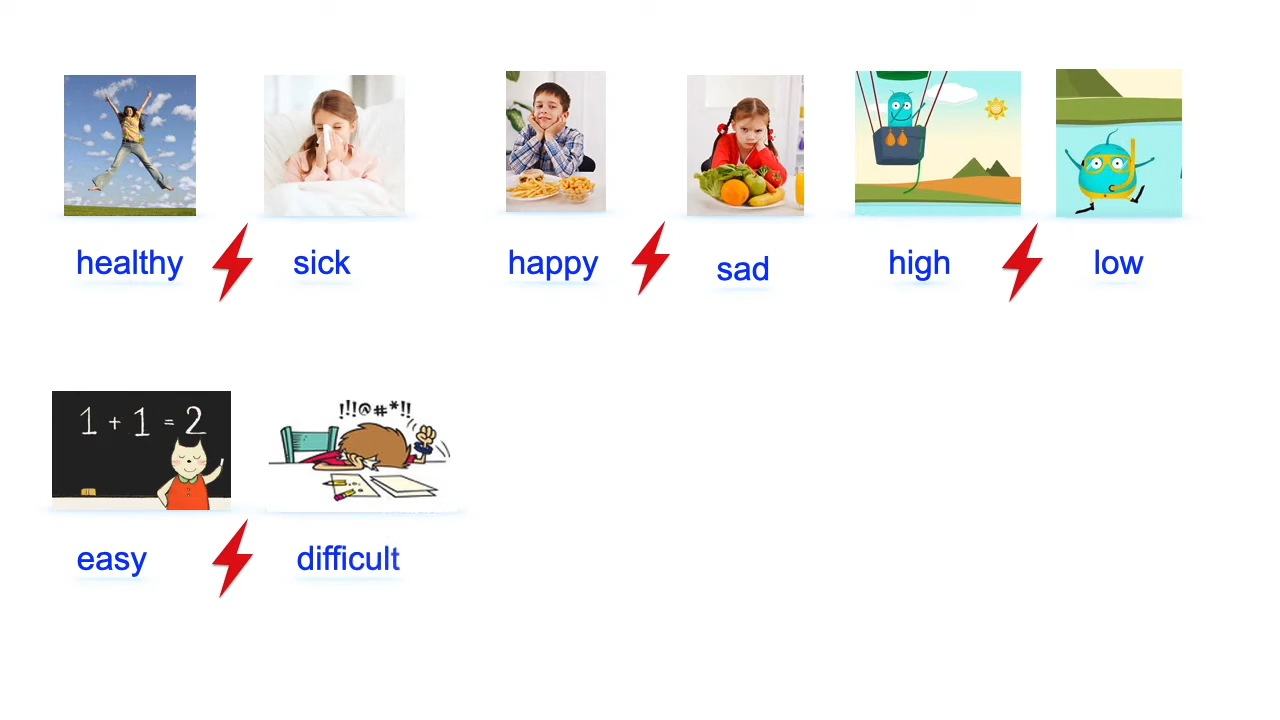 healthy sick happy sad high low
1 + 1 = 2
!!!@#*!!
easy difficult